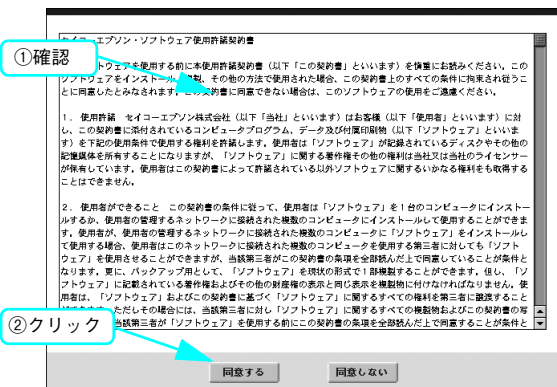 セイコーエプソン・ソフトウェア使用許諾契約書
①確認
フトウェアを使用する前に本使用許諾契約書（以下「この契約書」といいます）を慎重にお読みください。この
ソフトウェアをインストール、複製、その他の方法で使用された場合、この契約書上のすべての条件に拘束され従うこ
とに同意したとみなされます。この契約書に同意できない場合は、このソフトウェアの使用をご遠慮ください。
1．使用許諾　セイコーエプソン株式会社（以下「当社」といいます）はお客様（以下「使用者」といいます）に対
し、この契約書に添付されているコンピュータプログラム、データ及び付属印刷物（以下「ソフトウェア」といいま
す）を下記の使用条件で使用する権利を許諾します。使用者は「ソフトウェア」が記録されているディスクやその他の
記憶媒体を所有することになりますが、「ソフトウェア」に関する著作権その他の権利は当社又は当社のライセンサー
が保有しています。使用者はこの契約書によって許諾されている以外ソフトウェアに関するいかなる権利をも取得する
ことはできません。
2．使用者ができること　この契約書の条件に従って、使用者は「ソフトウェア」を1台のコンピュータにインストー
ルするか、使用者の管理するネットワークに接続された複数のコンピュータにインストールして使用することができま
す。使用者が、使用者の管理するネットワークに接続された複数のコンピュータに「ソフトウェア」をインストールし
て使用する場合、使用者はこのネットワークに接続された複数のコンピュータを使用する第三者に対しても「ソフト
ウェア」を使用させることができますが、当該第三者がこの契約書の条項を全部読んだ上で同意していることが条件と
なります。更に、バックアップ用として、「ソフトウェア」を現状の形式で1部複製することができます。但し、「ソ
フトウェア」に記載されている著作権およびその他の財産権の表示と同じ表示を複製物に付けなければなりません。使
用者は、「ソフトウェア」およびこの契約書に基づく「ソフトウェア」に関するすべての権利を第三者に譲渡すること
ただしその場合には、当該第三者に対し「ソフトウェア」に関するすべての複製物およびこの契約書の写
②クリック
当該第三者が「ソフトウェア」を使用する前にこの契約書の条項を全部読んだ上で同意することが条件と
同意する
同意しない